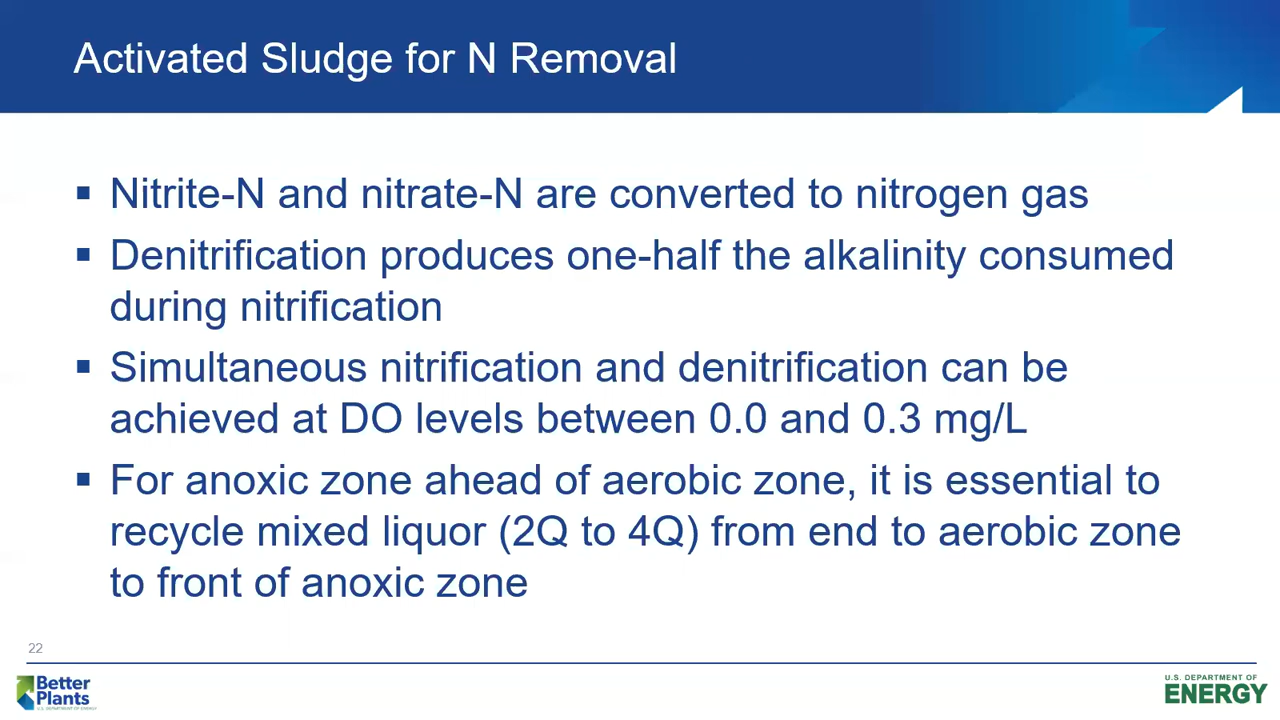 Activated Sludge for N Removal
▪ Nitrite-N and nitrate-N are converted to nitrogen gas
▪ Denitrification produces one-half the alkalinity consumed
during nitrification
▪ Simultaneous nitrification and denitrification can be
achieved at DO levels between 0.0 and 0.3 mg/L
▪ For anoxic zone ahead of aerobic zone, it is essential to
recycle mixed liquor (2Q to 4Q) from end to aerobic zone
to front of anoxic zone
22
Better
Plants
U.S. DEPARTMENT OF ENERGY
U.S. DEPARTMENT OF
ENERGY